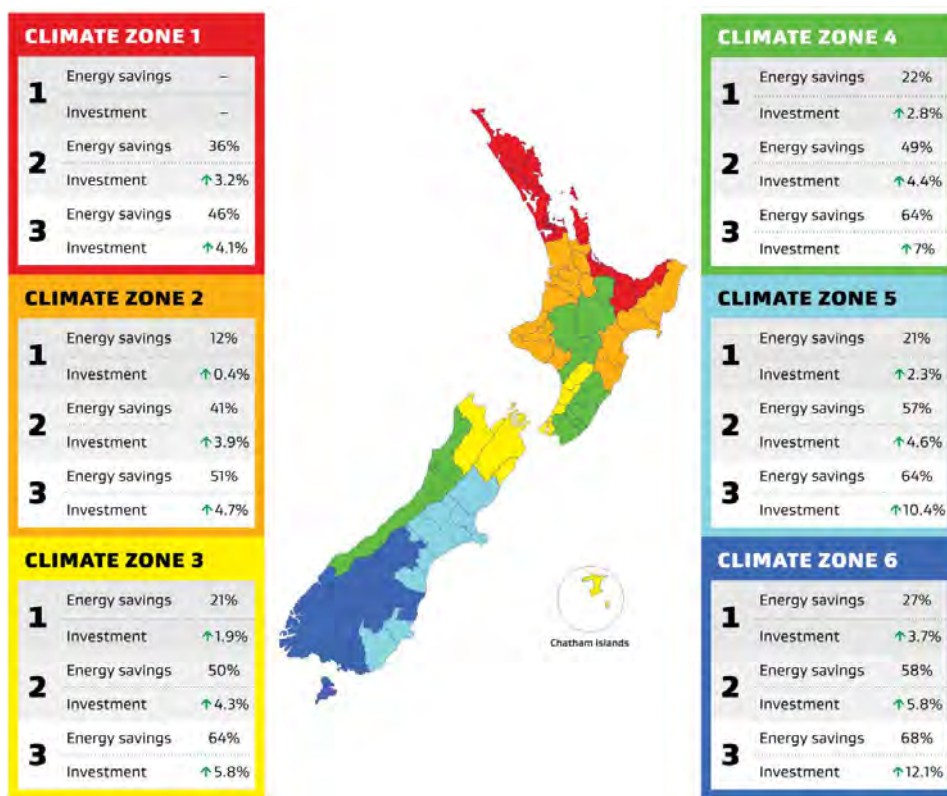 CLIMATE ZONE 1
1
Energy savings –
Investment –
2
Energy savings 36%
Investment ↑3.2%
3
Energy savings 46%
Investment ↑4.1%
CLIMATE ZONE 2
1
Energy savings 12%
Investment ↑0.4%
2
Energy savings 41%
Investment ↑3.9%
3
Energy savings 51%
Investment ↑4.7%
CLIMATE ZONE 3
1
Energy savings 21%
Investment ↑1.9%
2
Energy savings 50%
Investment ↑4.3%
3
Energy savings 64%
Investment ↑5.8%
Chatham Islands
CLIMATE ZONE 4
1
Energy savings 22%
Investment ↑2.8%
2
Energy savings 49%
Investment ↑4.4%
3
Energy savings 64%
Investment ↑7%
CLIMATE ZONE 5
1
Energy savings 21%
Investment ↑2.3%
2
Energy savings 57%
Investment ↑4.6%
3
Energy savings 64%
Investment ↑10.4%
CLIMATE ZONE 6
1
Energy savings 27%
Investment ↑3.7%
2
Energy savings 58%
Investment ↑5.8%
3
Energy savings 68%
Investment ↑12.1%